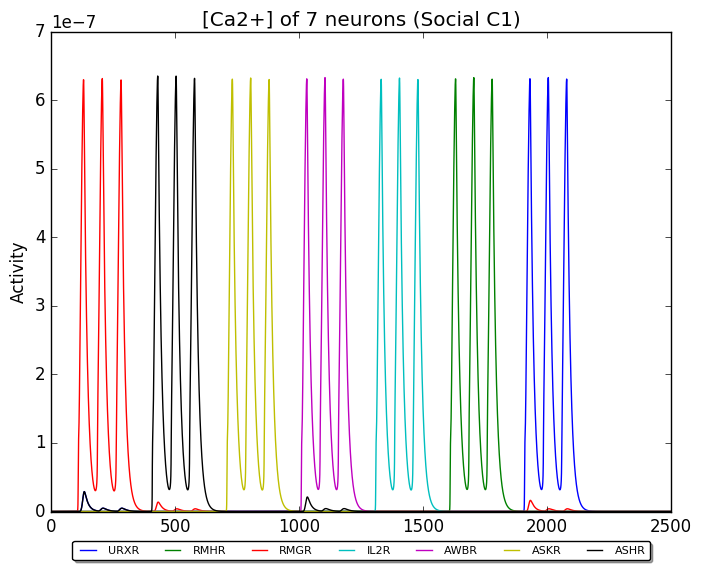 [Ca2+] of 7 neurons (Social C1)
1e−7
7
6
5
4
3
2
1
0
Activity
0 500 1000 1500 2000 2500
URXR RMHR RMGR IL2R AWBR ASKR ASHR